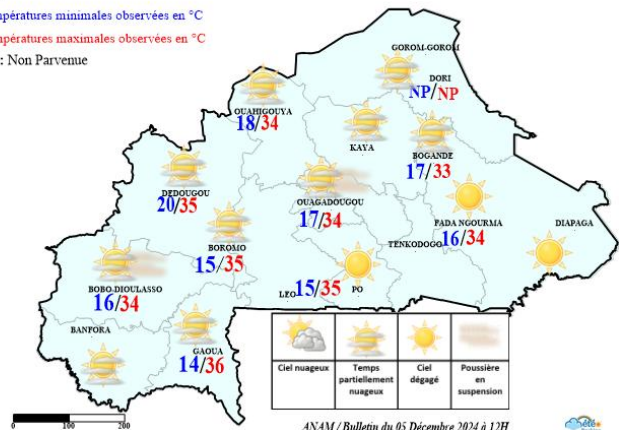 pératures minimales observées en °C
pératures maximales observées en °C
: Non Parvenue
GOROM-GOROM
DORI
NP/NP
OUAHIGOUYA
18/34
KAYA
BOGANDE
17/33
DEDOUGOU
20/35
OUAGADOUGOU
17/34
FADA NGOURMA
16/34
DIAPAGA
BOROMO
15/35
TENKODOGO
BOBO-DIOULASSO
16/34
LEO
15/35
PO
BANFORA
GAOUA
14/36
Ciel nuageux
Temps partiellement nuageux
Ciel dégagé
Poussière en suspension
0 100 200
ANAM / Bulletin du 05 Décembre 2024 à 12H